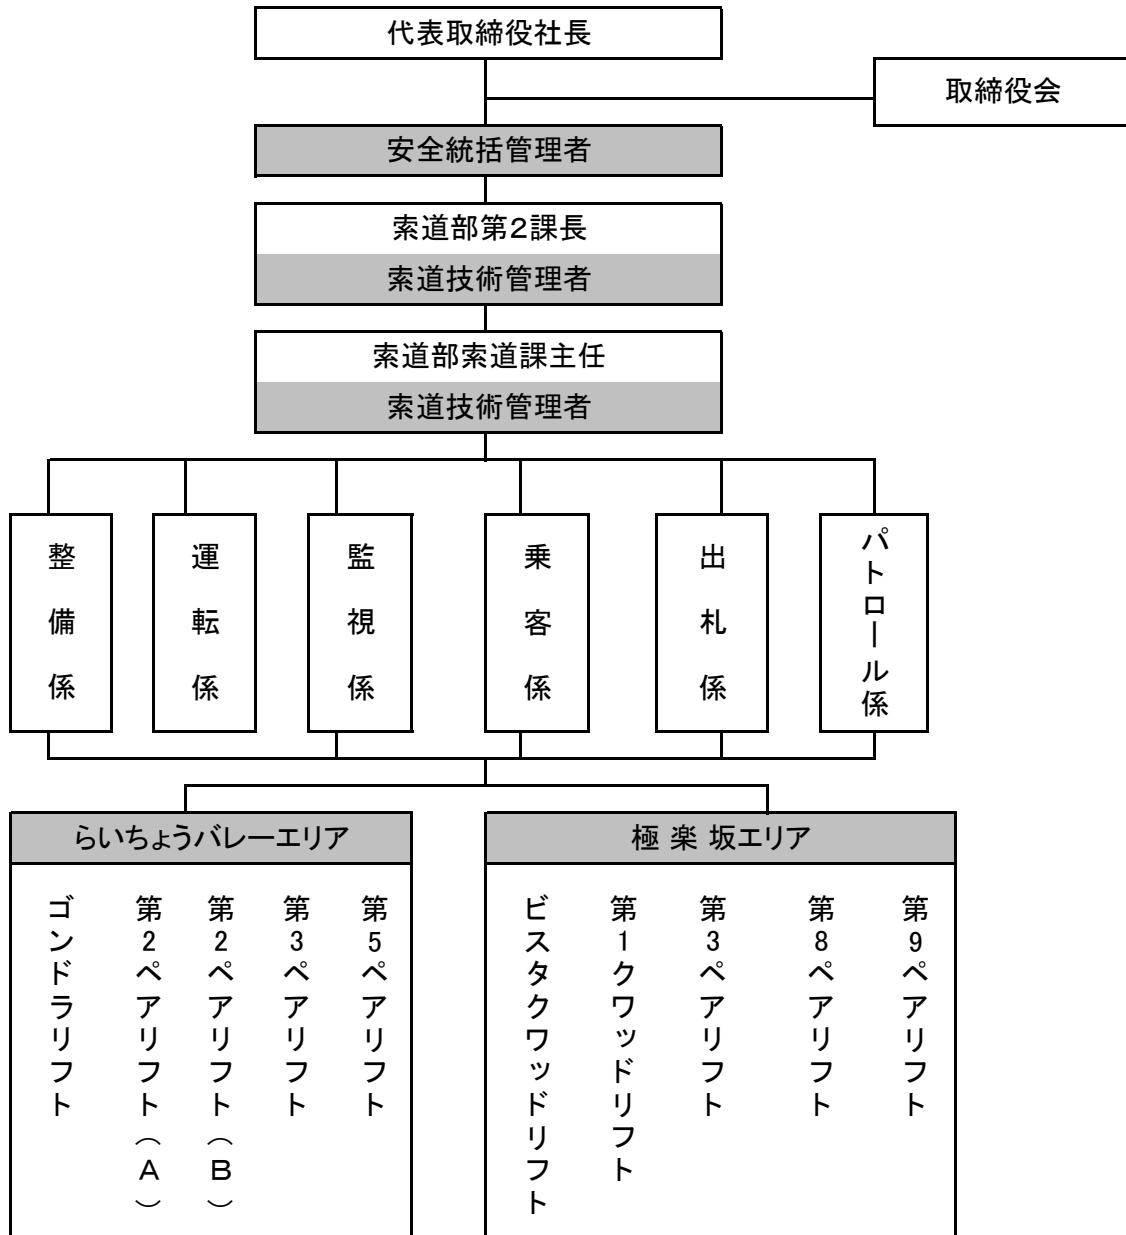 代表取締役社長
取締役会
安全統括管理者
索道部第2課長
索道技術管理者
索道部索道課主任
索道技術管理者
整備係
運転係
監視係
乗客係
出札係
パトロール係
らいちょうバレーエリア
極楽坂エリア
ゴンドラリフト
第2ペアリフト（A）
第2ペアリフト（B）
第3ペアリフト
第5ペアリフト
ビスタクワッドリフト
第1クワッドリフト
第3ペアリフト
第8ペアリフト
第9ペアリフト